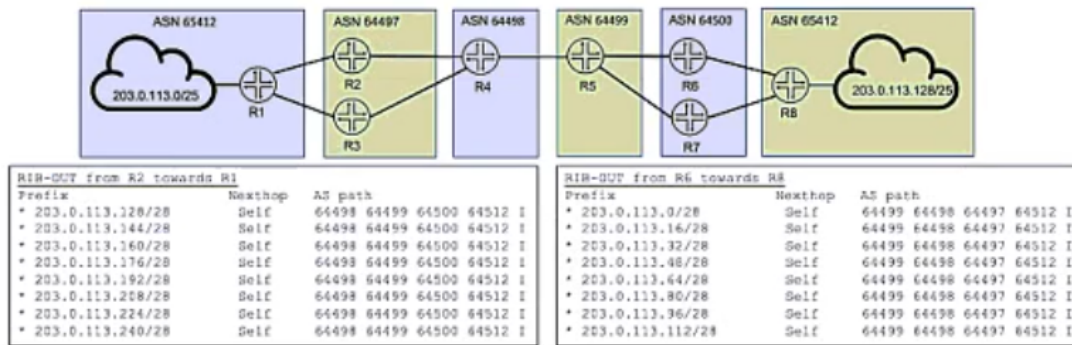 ASN 65412
ASN 64497
ASN 64498
ASN 64499
ASN 64500
ASN 65412
203.0.113.0/25
R1
R2
R3
R4
R5
R6
R7
R8
203.0.113.128/25
RIB-OUT from R2 towards R1
Prefix Nexthop AS path
* 203.0.113.128/28 Self 64498 64499 64500 64512 I
* 203.0.113.144/28 Self 64498 64499 64500 64512 I
* 203.0.113.160/28 Self 64498 64499 64500 64512 I
* 203.0.113.176/28 Self 64498 64499 64500 64512 I
* 203.0.113.192/28 Self 64498 64499 64500 64512 I
* 203.0.113.208/28 Self 64498 64499 64500 64512 I
* 203.0.113.224/28 Self 64498 64499 64500 64512 I
* 203.0.113.240/28 Self 64498 64499 64500 64512 I
RIB-OUT from R6 towards R8
Prefix Nexthop AS path
* 203.0.113.0/28 Self 64499 64498 64497 64512 I
* 203.0.113.16/28 Self 64499 64498 64497 64512 I
* 203.0.113.32/28 Self 64499 64498 64497 64512 I
* 203.0.113.48/28 Self 64499 64498 64497 64512 I
* 203.0.113.64/28 Self 64499 64498 64497 64512 I
* 203.0.113.80/28 Self 64499 64498 64497 64512 I
* 203.0.113.96/28 Self 64499 64498 64497 64512 I
* 203.0.113.112/28 Self 64499 64498 64497 64512 I